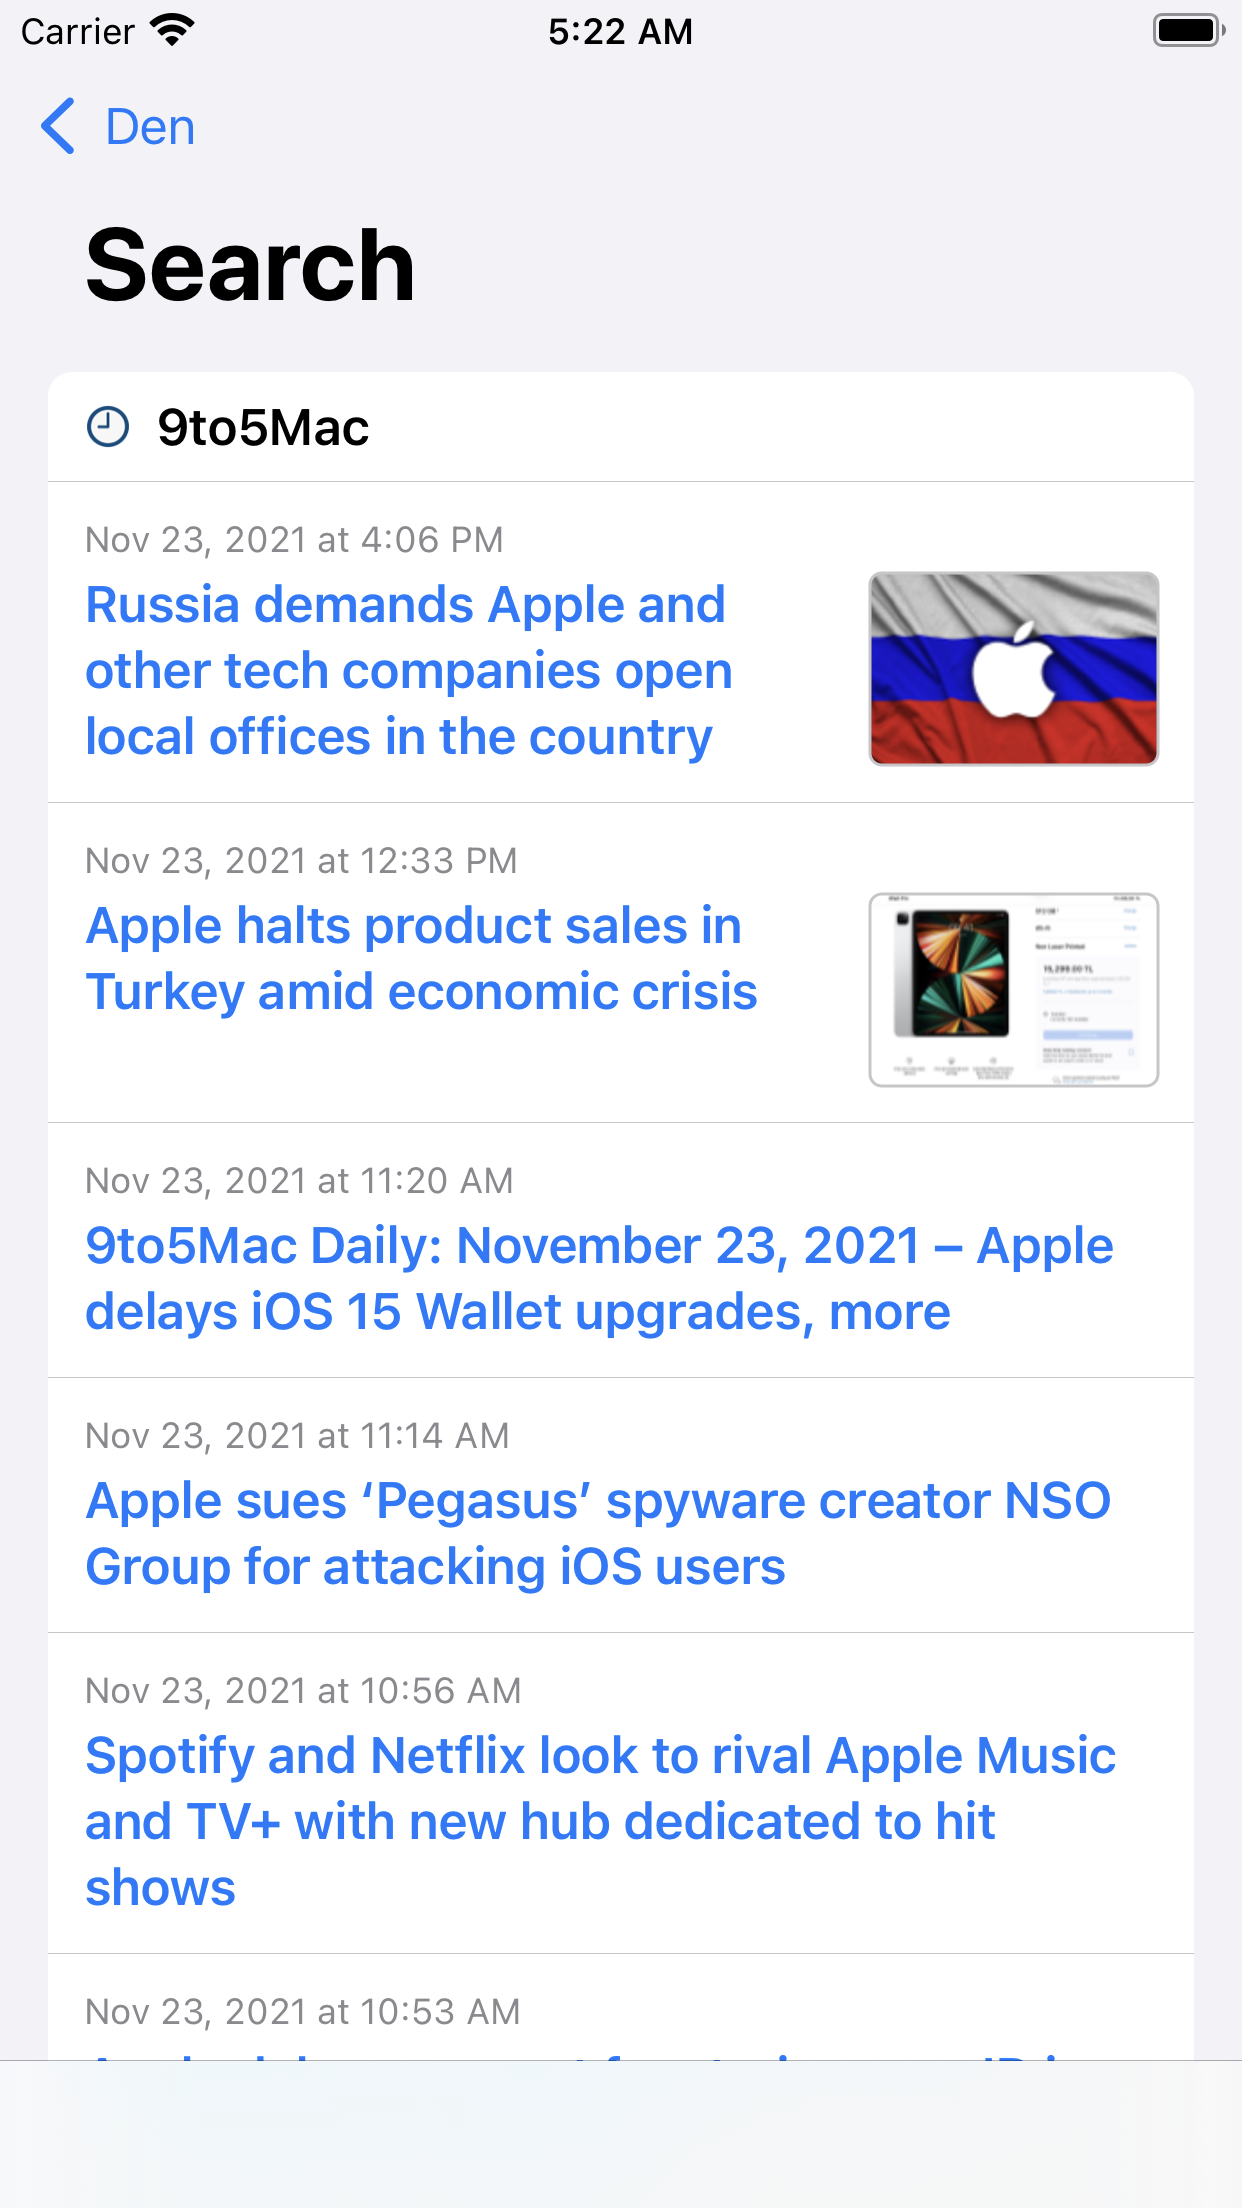 Carrier
5:22 AM
Den
Search
9to5Mac
Nov 23, 2021 at 4:06 PM
Russia demands Apple and
other tech companies open
local offices in the country
Nov 23, 2021 at 12:33 PM
Apple halts product sales in
Turkey amid economic crisis
Nov 23, 2021 at 11:20 AM
9to5Mac Daily: November 23, 2021 – Apple
delays iOS 15 Wallet upgrades, more
Nov 23, 2021 at 11:14 AM
Apple sues ‘Pegasus’ spyware creator NSO
Group for attacking iOS users
Nov 23, 2021 at 10:56 AM
Spotify and Netflix look to rival Apple Music
and TV+ with new hub dedicated to hit
shows
Nov 23, 2021 at 10:53 AM